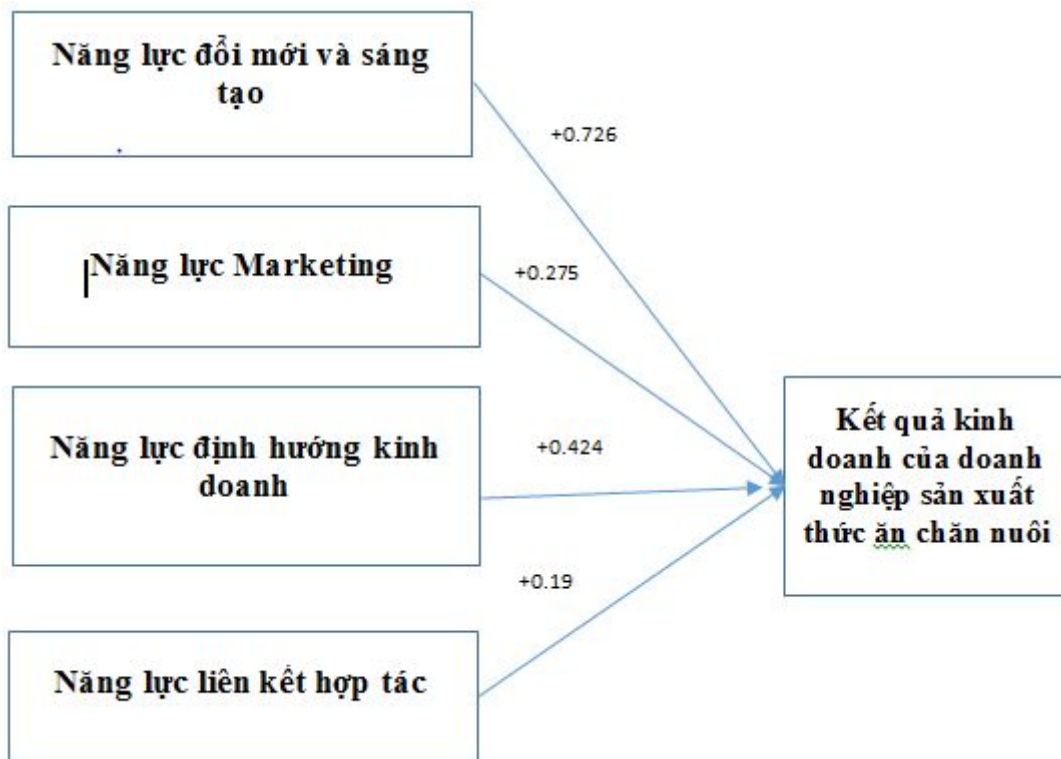 Năng lực đổi mới và sáng
tạo
+0.726
Năng lực Marketing
+0.275
Năng lực định hướng kinh
doanh
+0.424
Kết quả kinh
doanh của doanh
nghiệp sản xuất
thức ăn chăn nuôi
+0.19
Năng lực liên kết hợp tác